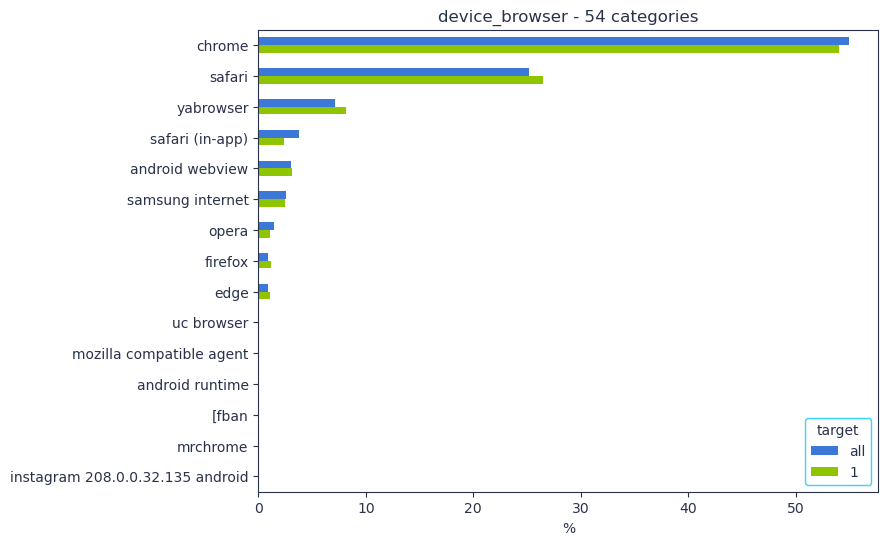 device_browser - 54 categories
chrome
safari
yabrowser
safari (in-app)
android webview
samsung internet
opera
firefox
edge
uc browser
mozilla compatible agent
android runtime
[fban
mrchrome
instagram 208.0.0.32.135 android
target
all
1
0 10 20 30 40 50
%